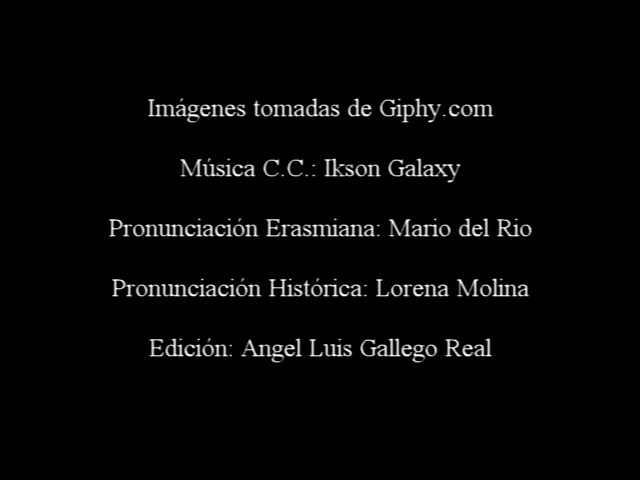 Imágenes tomadas de Giphy.com
Música C.C.: Ikson Galaxy
Pronunciación Erasmiana: Mario del Rio
Pronunciación Histórica: Lorena Molina
Edición: Angel Luis Gallego Real